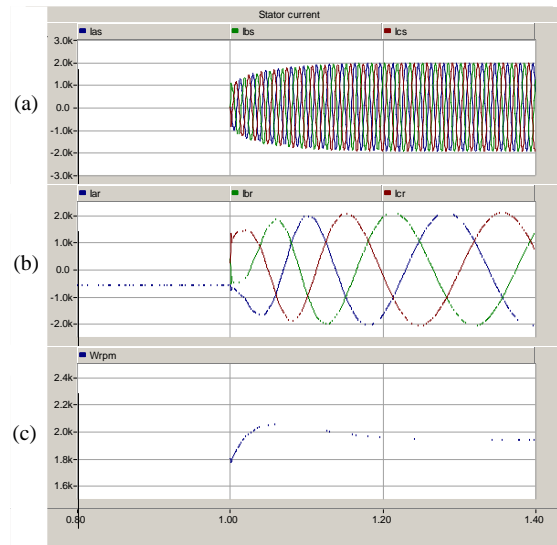 Stator current
Ias Ibs Ics
3.0k
2.0k
1.0k
0.0
-1.0k
-2.0k
-3.0k
(a)
Iar Ibr Icr
2.0k
1.0k
0.0
-1.0k
-2.0k
(b)
Wrpm
2.4k
2.2k
2.0k
1.8k
1.6k
(c)
0.80 1.00 1.20 1.40